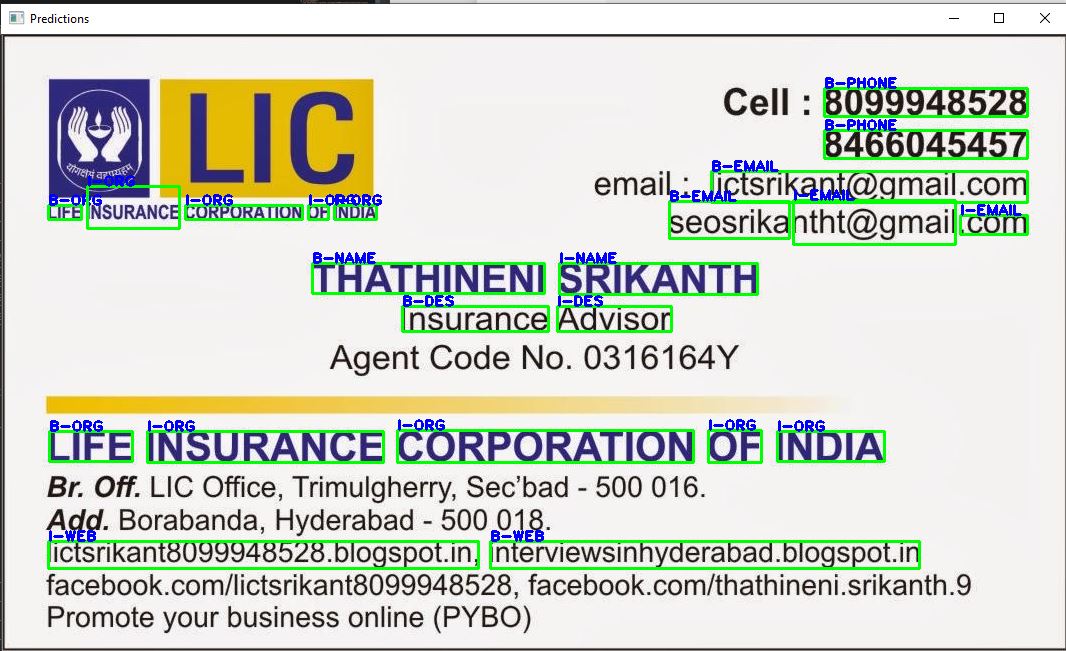 Predictions
LIC
योगक्षेमं वहाम्यहम्
B-ORG I-ORG I-ORG I-ORG I-ORG
LIFE INSURANCE CORPORATION OF INDIA
B-PHONE
Cell : 8099948528
B-PHONE
8466045457
B-EMAIL
email : lictsrikant@gmail.com
B-EMAIL I-EMAIL I-EMAIL
seosrikantht@gmail.com
B-NAME I-NAME
THATHINENI SRIKANTH
B-DES I-DES
Insurance Advisor
Agent Code No. 0316164Y
B-ORG I-ORG I-ORG I-ORG I-ORG
LIFE INSURANCE CORPORATION OF INDIA
Br. Off. LIC Office, Trimulgherry, Sec'bad - 500 016.
Add. Borabanda, Hyderabad - 500 018.
I-WEB B-WEB
lictsrikant8099948528.blogspot.in, interviewsinhyderabad.blogspot.in
facebook.com/lictsrikant8099948528, facebook.com/thathineni.srikanth.9
Promote your business online (PYBO)